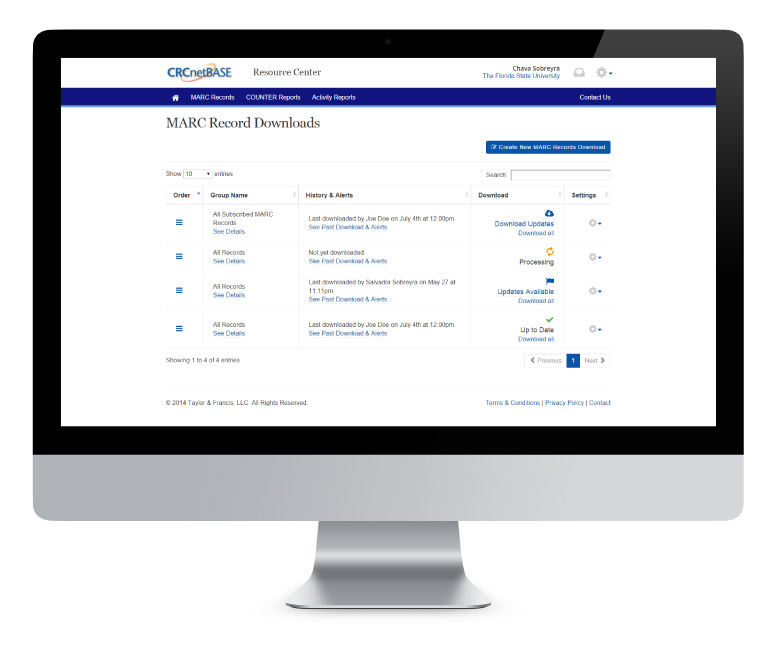 CRCnetBASE Resource Center
Chava Sobreyra
The Florida State University
MARC Records COUNTER Reports Activity Reports Contact Us
MARC Record Downloads
Create New MARC Records Download
Show 10 entries Search:
Order Group Name History & Alerts Download Settings
All Subscribed MARC
Records
See Details
Last downloaded by Joe Doe on July 4th at 12:00pm
See Past Download & Alerts
Download Updates
Download all
All Records
See Details
Not yet downloaded
See Past Download & Alerts
Processing
All Records
See Details
Last downloaded by Salvador Sobreyra on May 27 at
11:11pm.
See Past Download & Alerts
Updates Available
Download all
All Records
See Details
Last downloaded by Joe Doe on July 4th at 12:00pm.
See Past Download & Alerts
Up to Date
Download all
Showing 1 to 4 of 4 entries Previous 1 Next
© 2014 Taylor & Francis, LLC. All Rights Reserved. Terms & Conditions | Privacy Policy | Contact